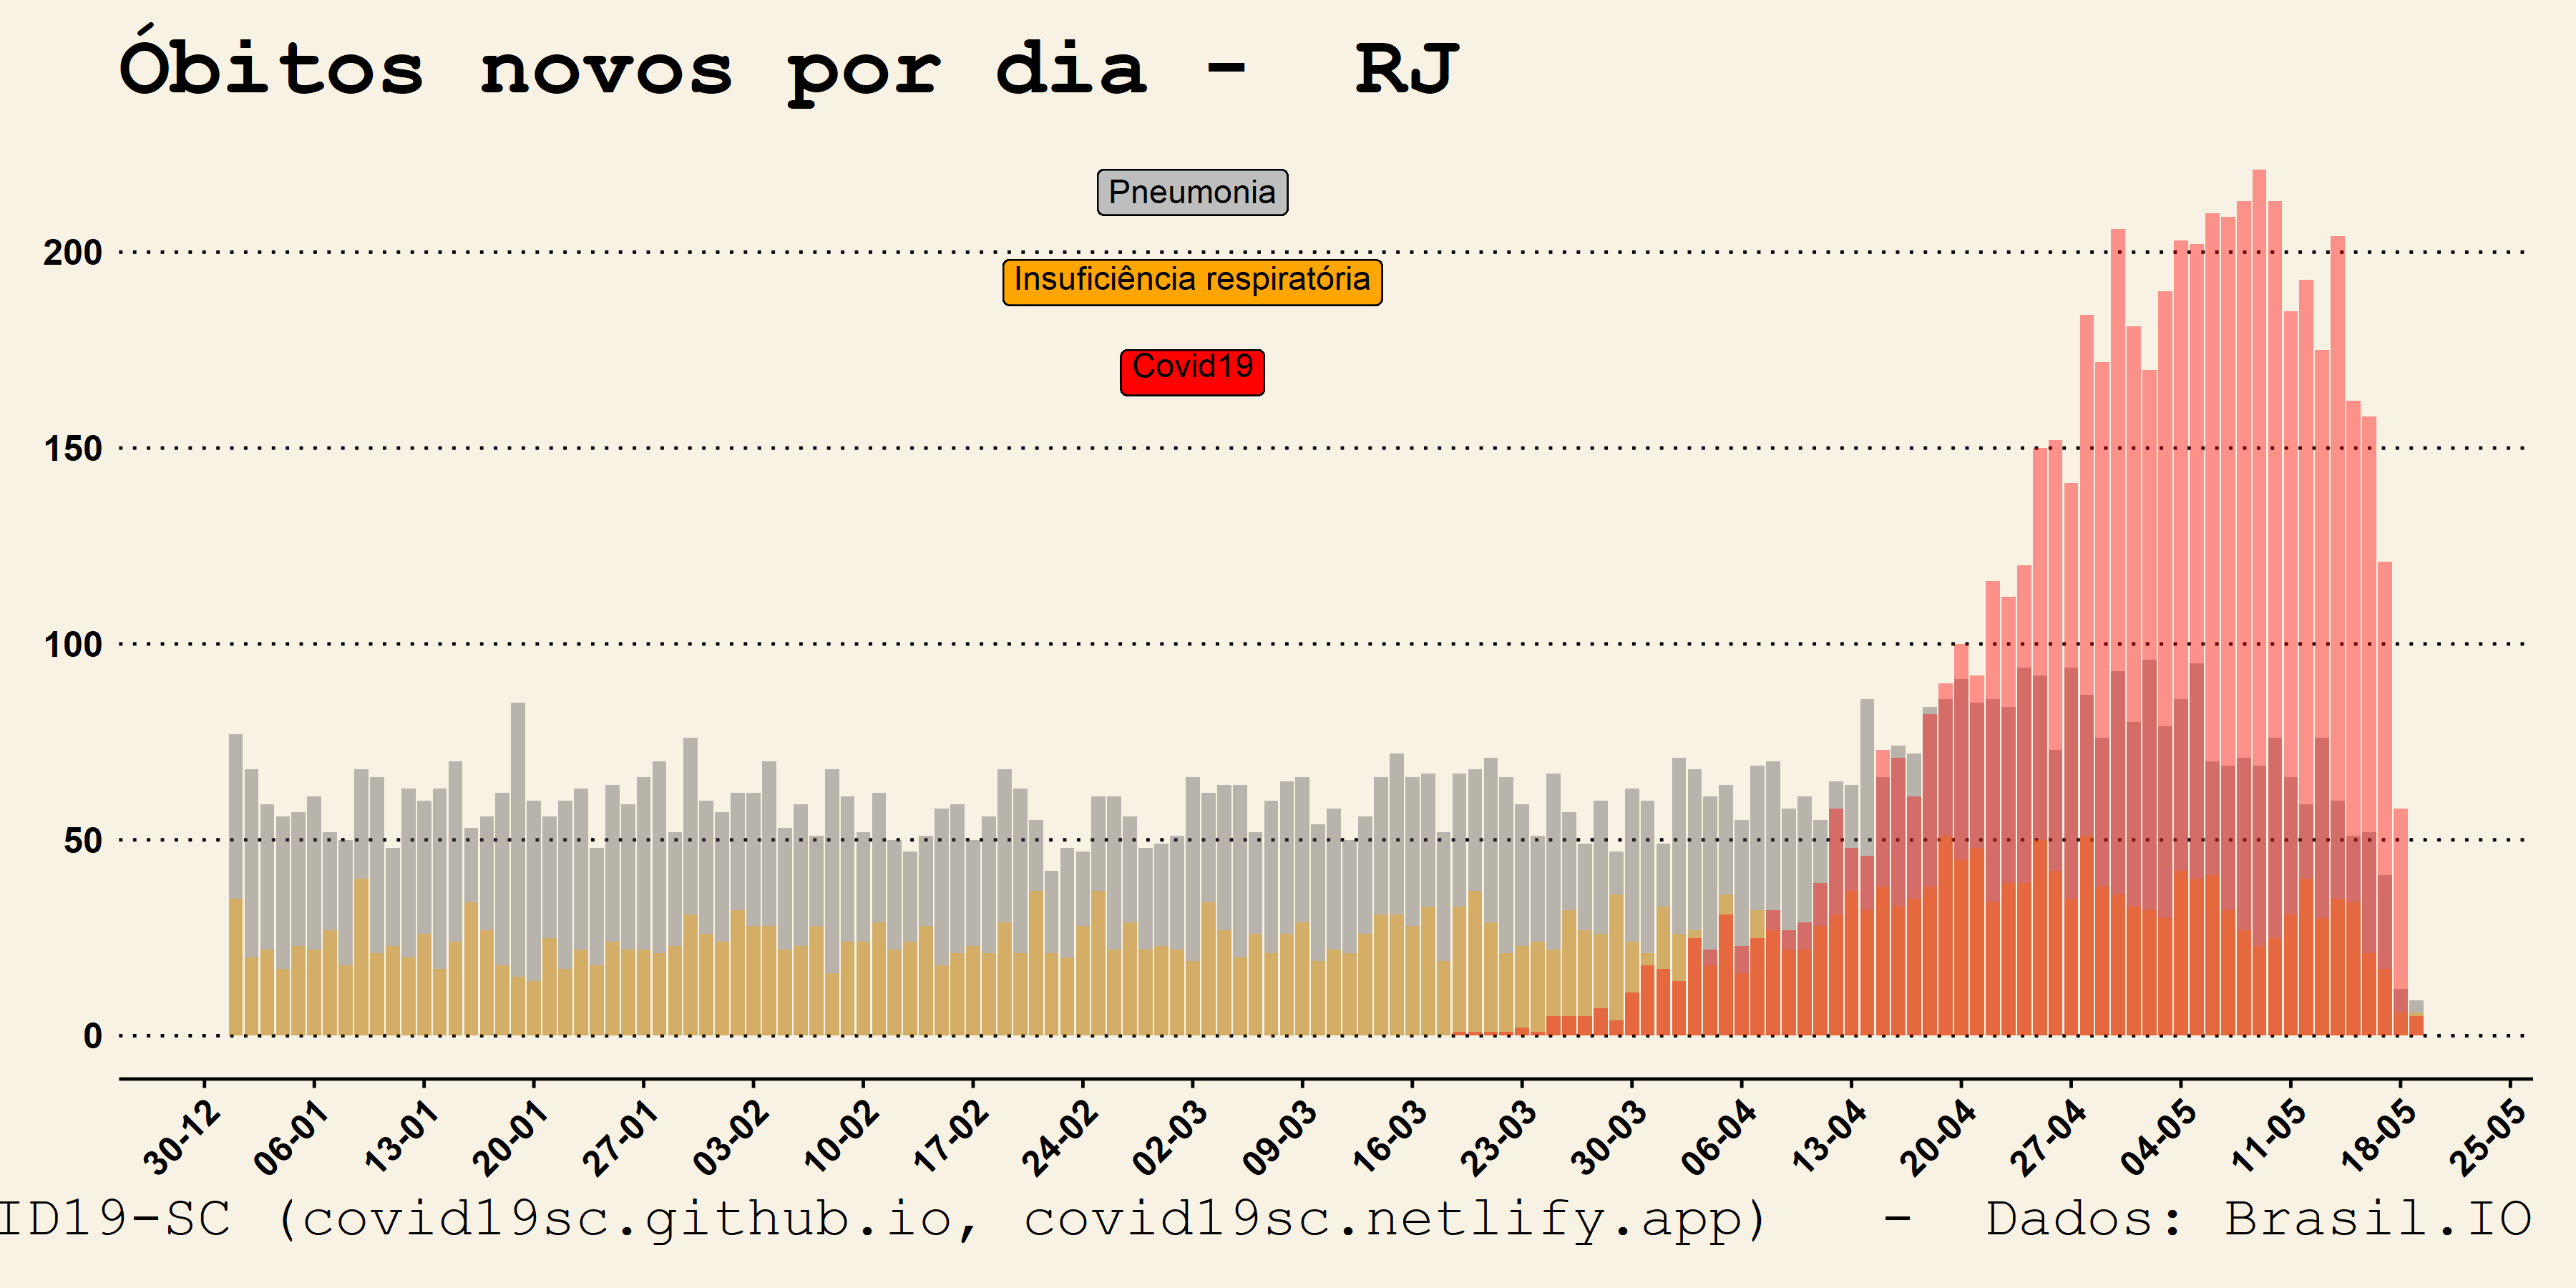 Óbitos novos por dia -  RJ
Pneumonia
200
Insuficiência respiratória
Covid19
150
100
50
0
30-12 06-01 13-01 20-01 27-01 03-02 10-02 17-02 24-02 02-03 09-03 16-03 23-03 30-03 06-04 13-04 20-04 27-04 04-05 11-05 18-05 25-05
ID19-SC (covid19sc.github.io, covid19sc.netlify.app)  -  Dados: Brasil.IO